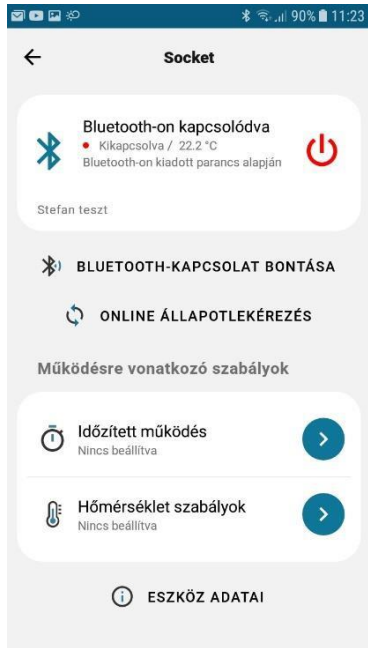 90% 11:23
Socket
Bluetooth-on kapcsolódva
Kikapcsolva / 22.2 °C
Bluetooth-on kiadott parancs alapján
Stefan teszt
BLUETOOTH-KAPCSOLAT BONTÁSA
ONLINE ÁLLAPOTLEKÉREZÉS
Működésre vonatkozó szabályok
Időzített működés
Nincs beállítva
Hőmérséklet szabályok
Nincs beállítva
ESZKÖZ ADATAI